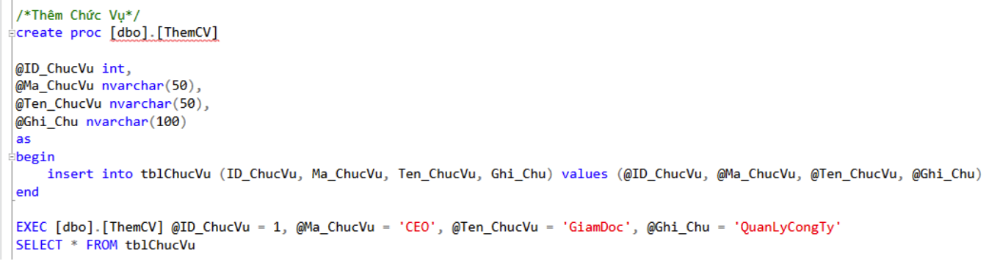 /*Thêm Chức Vụ*/
create proc [dbo].[ThemCV]
@ID_ChucVu int,
@Ma_ChucVu nvarchar(50),
@Ten_ChucVu nvarchar(50),
@Ghi_Chu nvarchar(100)
as
begin
insert into tblChucVu (ID_ChucVu, Ma_ChucVu, Ten_ChucVu, Ghi_Chu) values (@ID_ChucVu, @Ma_ChucVu, @Ten_ChucVu, @Ghi_Chu)
end
EXEC [dbo].[ThemCV] @ID_ChucVu = 1, @Ma_ChucVu = 'CEO', @Ten_ChucVu = 'GiamDoc', @Ghi_Chu = 'QuanLyCongTy'
SELECT * FROM tblChucVu